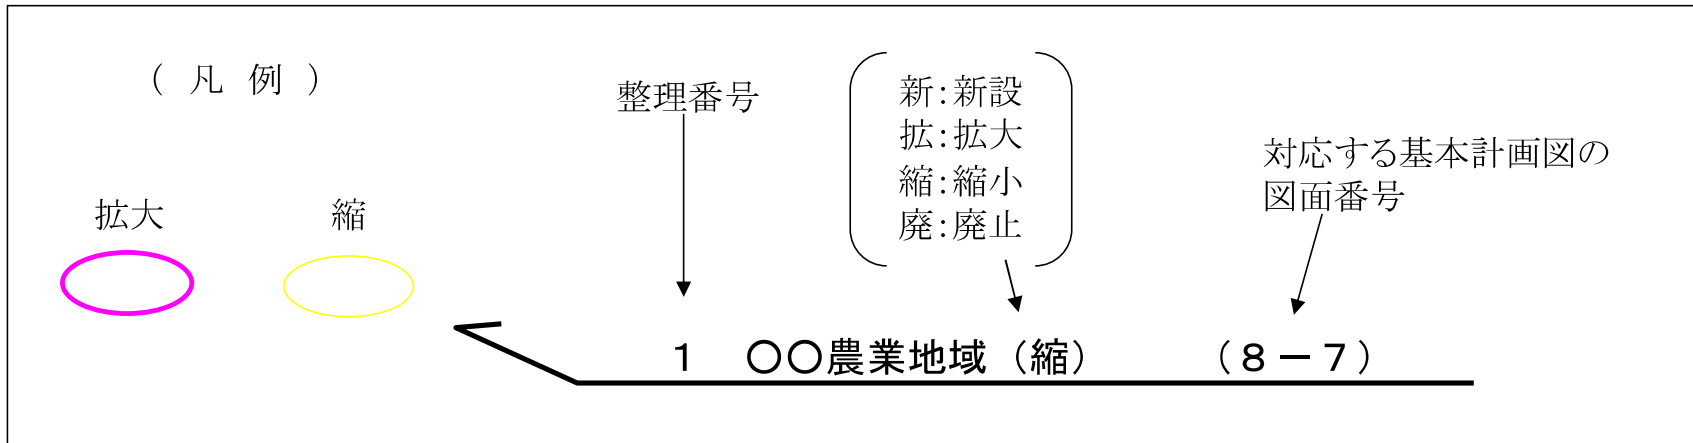 (凡例)
整理番号
新:新設
拡:拡大
縮:縮小
廃:廃止
対応する基本計画図の
図面番号
拡大
縮
1 〇〇農業地域(縮) (8-7)